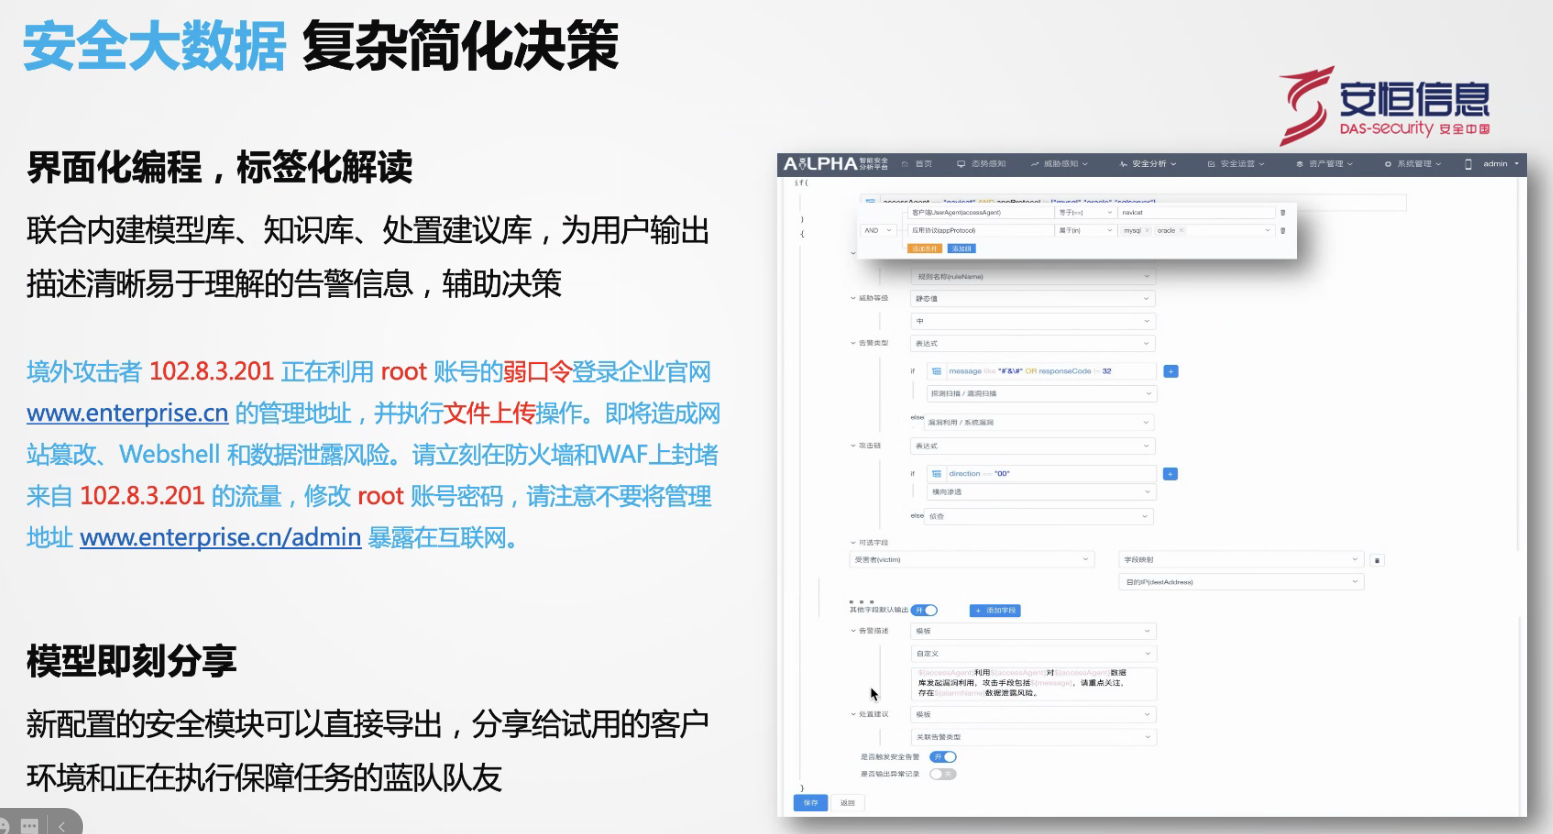 安全大数据 复杂简化决策
安恒信息
DAS-security 安全中国
界面化编程，标签化解读
联合内建模型库、知识库、处置建议库，为用户输出
描述清晰易于理解的告警信息，辅助决策
境外攻击者 102.8.3.201 正在利用 root 账号的弱口令登录企业官网
www.enterprise.cn 的管理地址，并执行文件上传操作。即将造成网
站篡改、Webshell 和数据泄露风险。请立刻在防火墙和WAF上封堵
来自 102.8.3.201 的流量，修改 root 账号密码，请注意不要将管理
地址 www.enterprise.cn/admin 暴露在互联网。
模型即刻分享
新配置的安全模块可以直接导出，分享给试用的客户
环境和正在执行保障任务的蓝队队友
AiLPHA 智能安全分析平台 首页 态势感知 威胁感知 安全分析 安全运营 资产管理 系统管理 admin
if(
客户端UserAgent(accessAgent) 等于(==) navicat
AND 应用协议(appProtocol) 属于(in) mysql × oracle ×
添加条件 添加组
)
{
规则名称(ruleName)
威胁等级 静态值
中
告警类型 表达式
if message like "#'&\#" OR responseCode != 32
探测扫描 / 漏洞扫描
else 漏洞利用 / 系统漏洞
攻击链 表达式
if direction == "00"
横向渗透
else 侦查
可选字段
受害者(victim) 字段映射
目的IP(destAddress)
其他字段默认输出 开 + 添加字段
告警描述 模板
自定义
${accessAgent}利用${accessAgent}对${accessAgent}数据
库发起漏洞利用，攻击手段包括${message}，请重点关注，
存在${alarmName}数据泄露风险。
处置建议 模板
关联告警类型
是否触发安全告警 开
是否输出异常记录
}
保存 返回